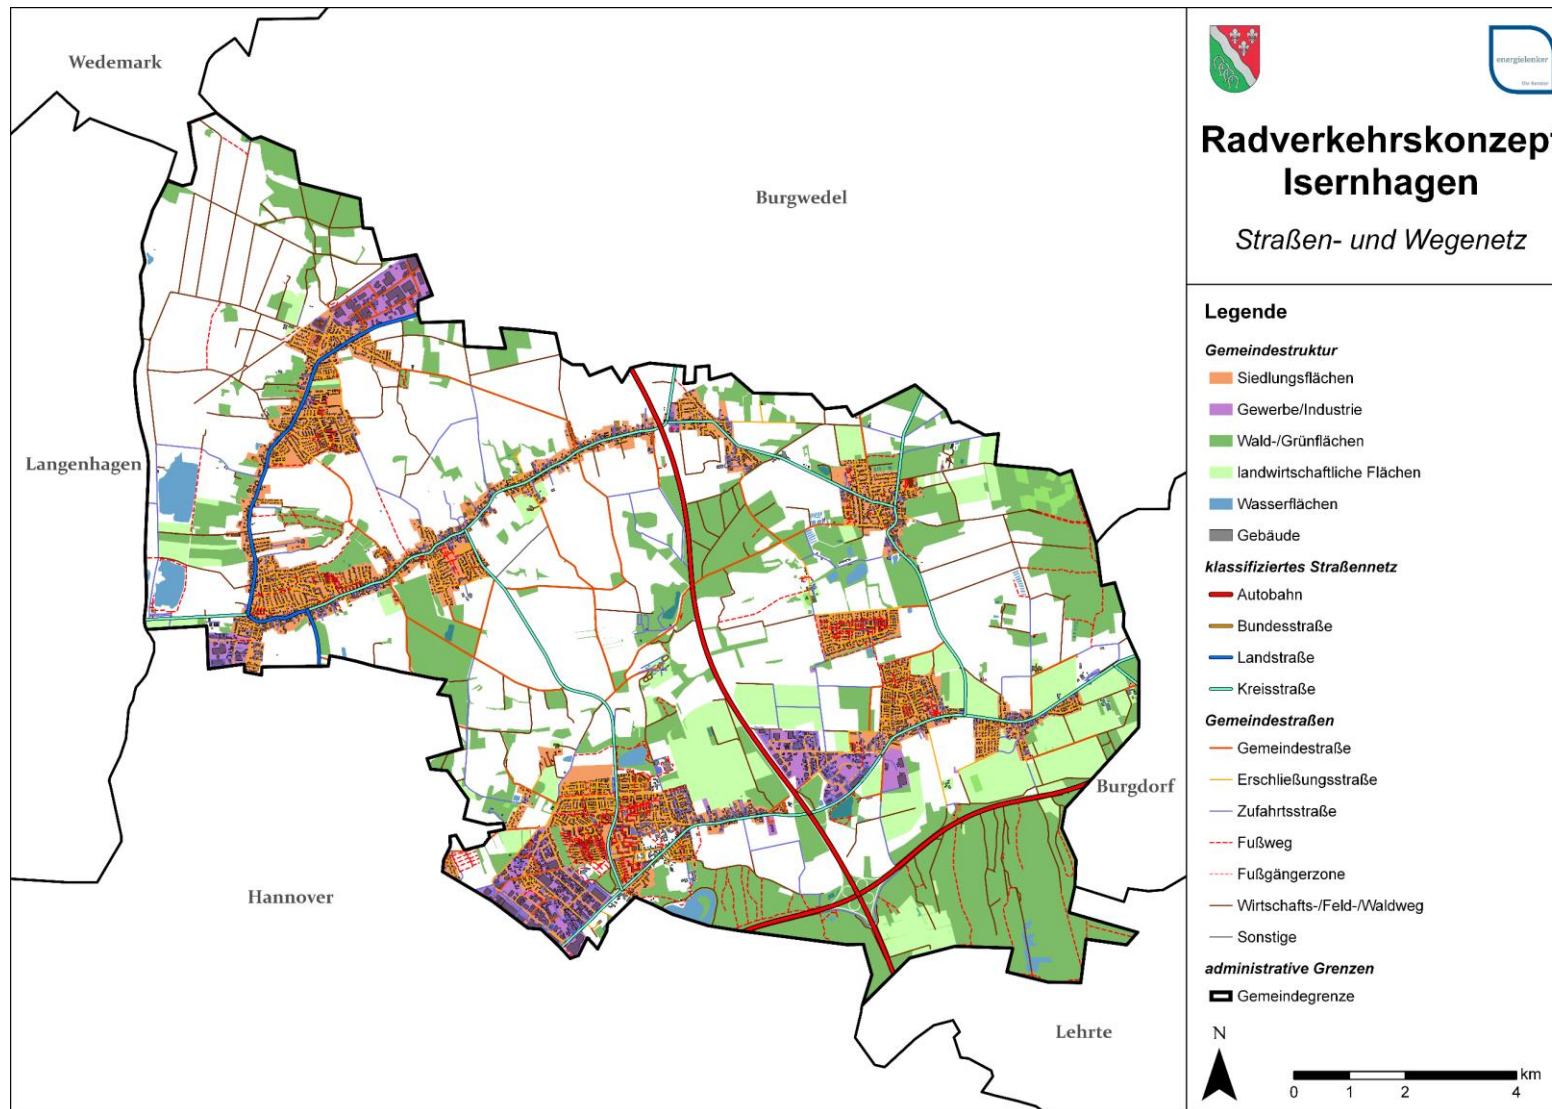 Wedemark
Burgwedel
Langenhagen
Hannover
Burgdorf
Lehrte
energielenker
Radverkehrskonzept
Isernhagen
Straßen- und Wegenetz
Legende
Gemeindestruktur
Siedlungsflächen
Gewerbe/Industrie
Wald-/Grünflächen
landwirtschaftliche Flächen
Wasserflächen
Gebäude
klassifiziertes Straßennetz
Autobahn
Bundesstraße
Landstraße
Kreisstraße
Gemeindestraßen
Gemeindestraße
Erschließungsstraße
Zufahrtsstraße
Fußweg
Fußgängerzone
Wirtschafts-/Feld-/Waldweg
Sonstige
administrative Grenzen
Gemeindegrenze
N
km
0 1 2 4